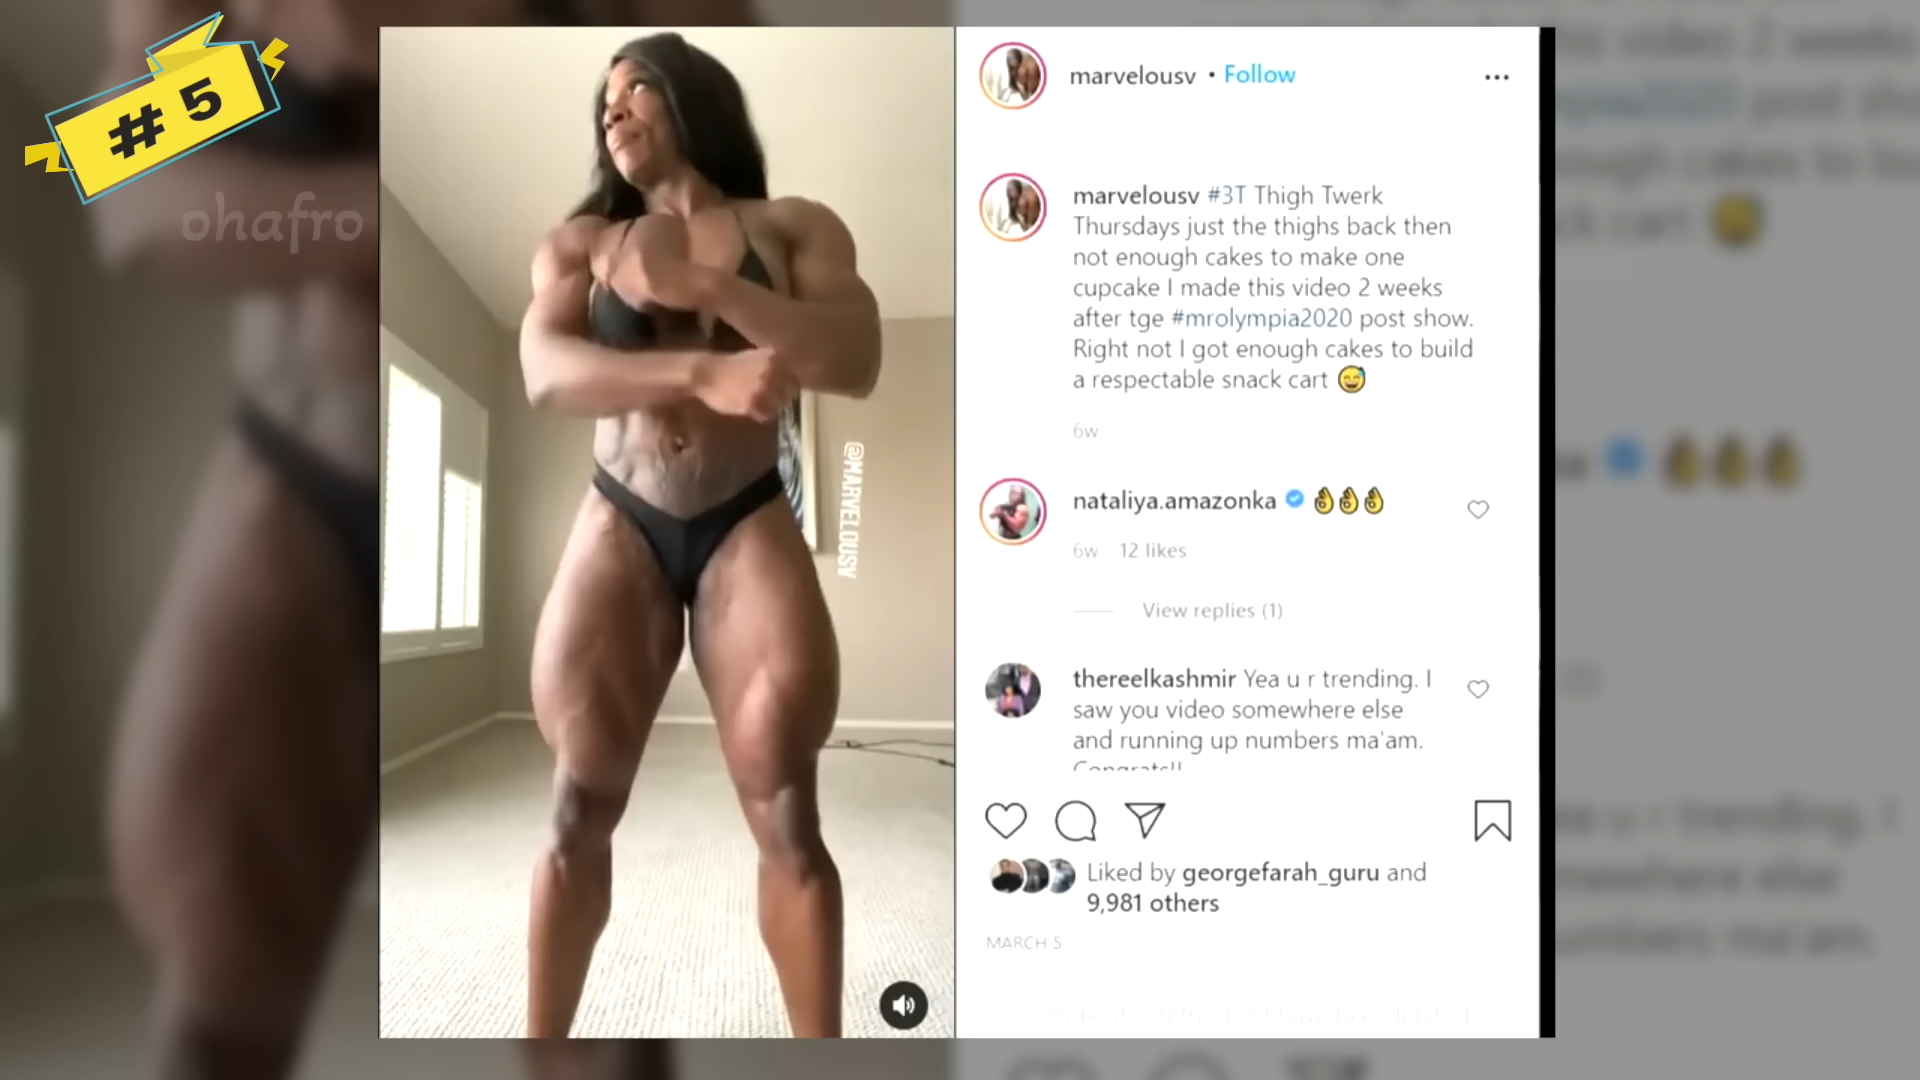 # 5
ohafro
@MARVELOUSV
marvelousv • Follow
marvelousv #3T Thigh Twerk
Thursdays just the thighs back then
not enough cakes to make one
cupcake I made this video 2 weeks
after tge #mrolympia2020 post show.
Right not I got enough cakes to build
a respectable snack cart 😅
6w
nataliya.amazonka 👌👌👌
6w 12 likes
View replies (1)
thereelkashmir Yea u r trending. I
saw you video somewhere else
and running up numbers ma'am.
Congrats!!
Liked by georgefarah_guru and
9,981 others
MARCH 5